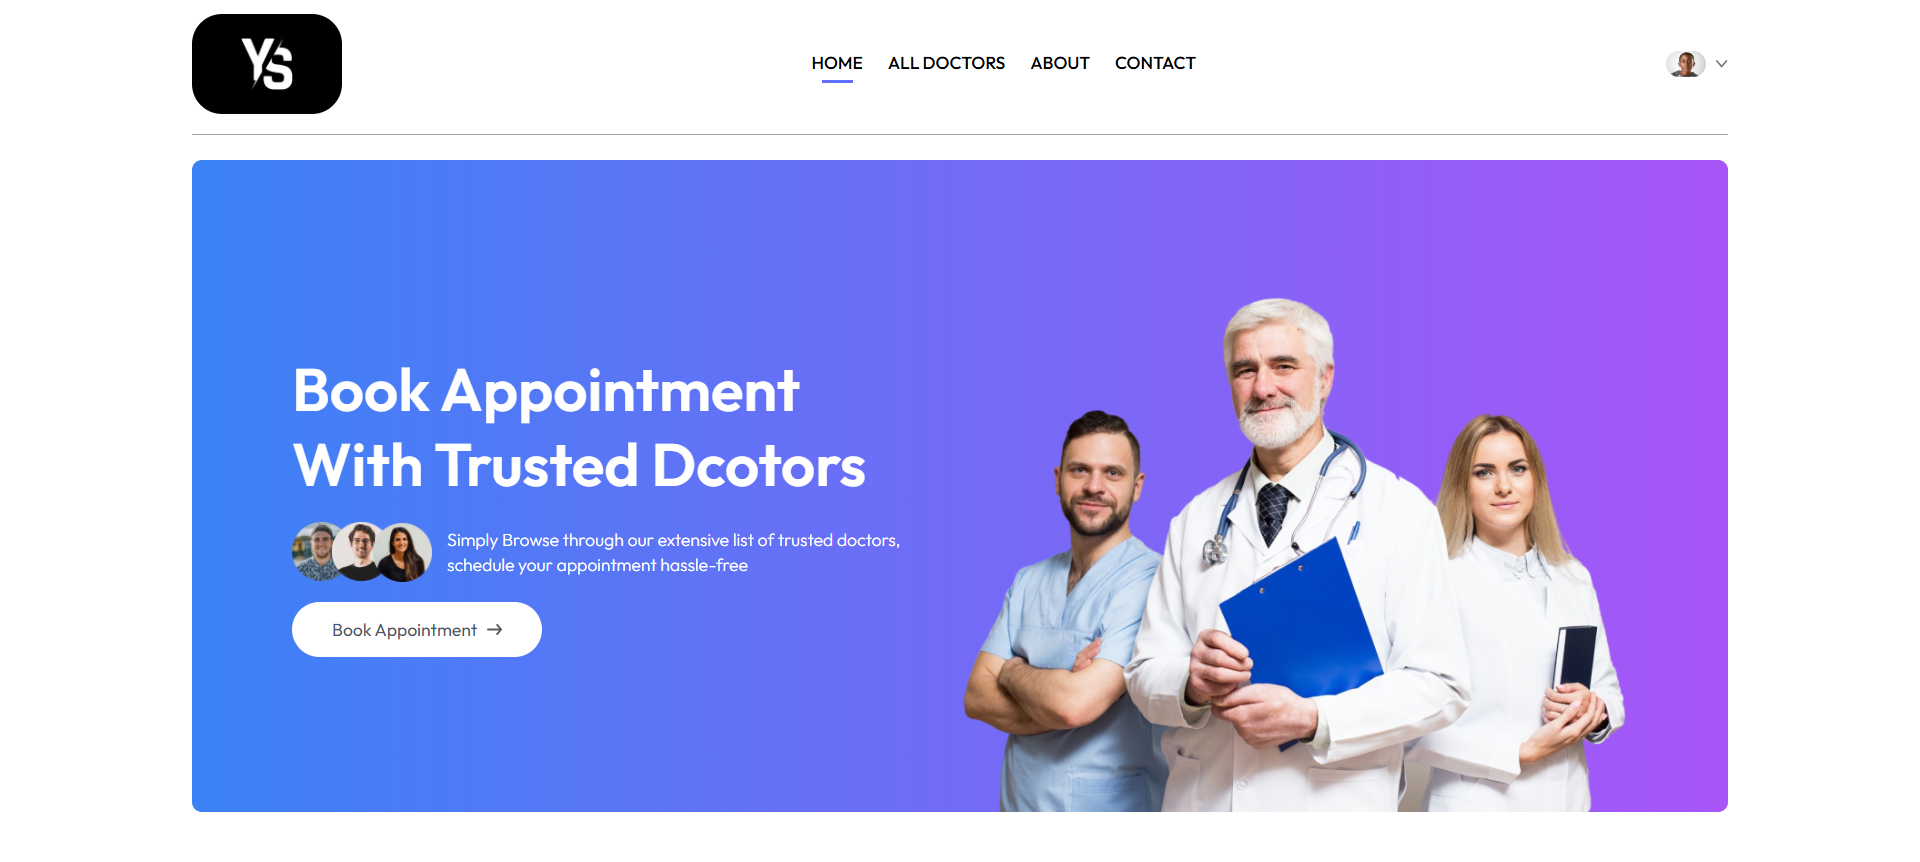 YS
HOME ALL DOCTORS ABOUT CONTACT
Book Appointment
With Trusted Dcotors
Simply Browse through our extensive list of trusted doctors,
schedule your appointment hassle-free
Book Appointment →